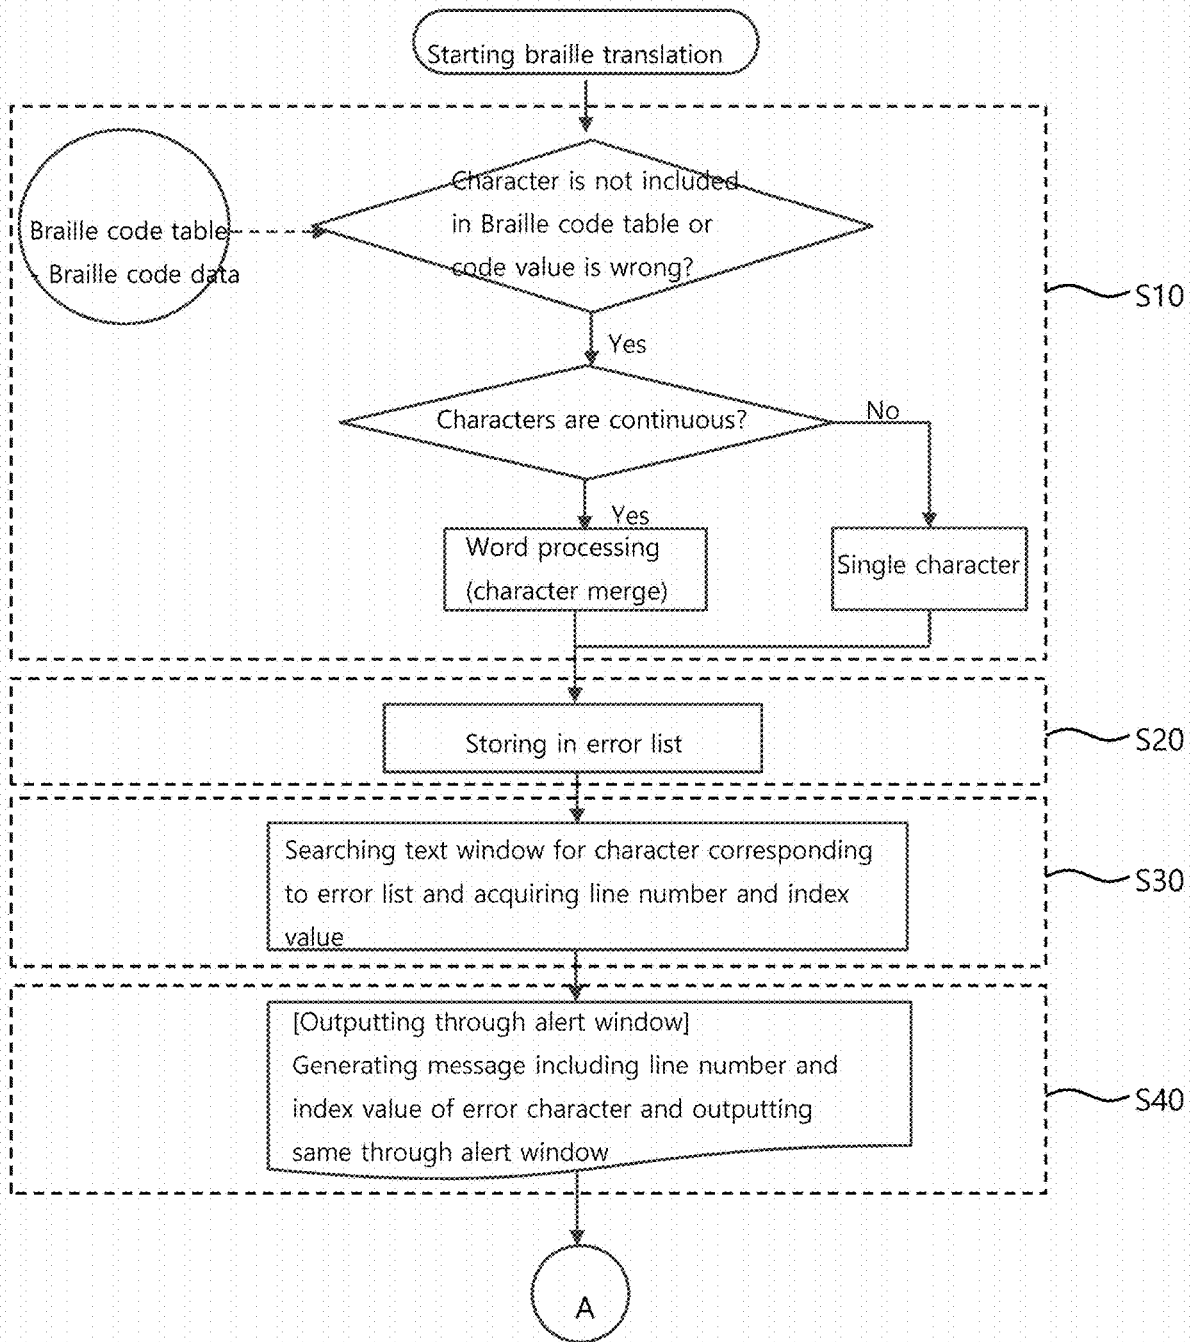 Starting braille translation
Character is not included
in Braille code table or
code value is wrong?
Braille code table
- Braille code data
S10
Yes
Characters are continuous?
No
Yes
Word processing
(character merge)
Single character
Storing in error list
S20
Searching text window for character corresponding
to error list and acquiring line number and index
value
S30
[Outputting through alert window]
Generating message including line number and
index value of error character and outputting
same through alert window
S40
A